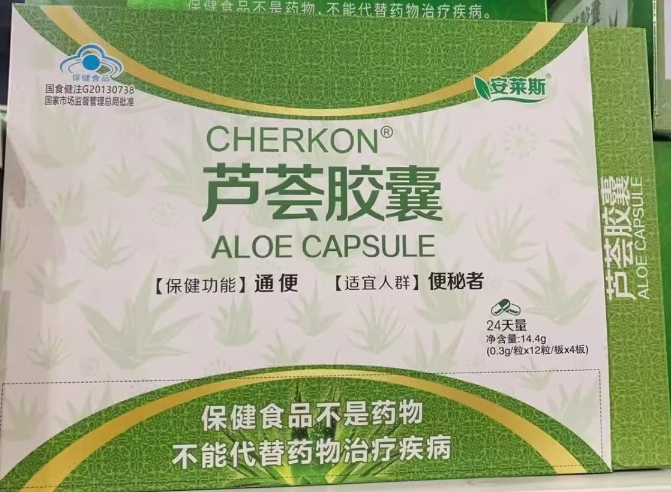 保健食品不是药物,不能代替药物治疗疾病。
保健食品
国食健注G20130738
国家市场监督管理总局批准
安莱斯®
CHERKON®
芦荟胶囊
ALOE CAPSULE
【保健功能】通便 【适宜人群】便秘者
24天量
净含量:14.4g
(0.3g/粒x12粒/板x4板)
保健食品不是药物
不能代替药物治疗疾病
芦荟胶囊
ALOE CAPSULE